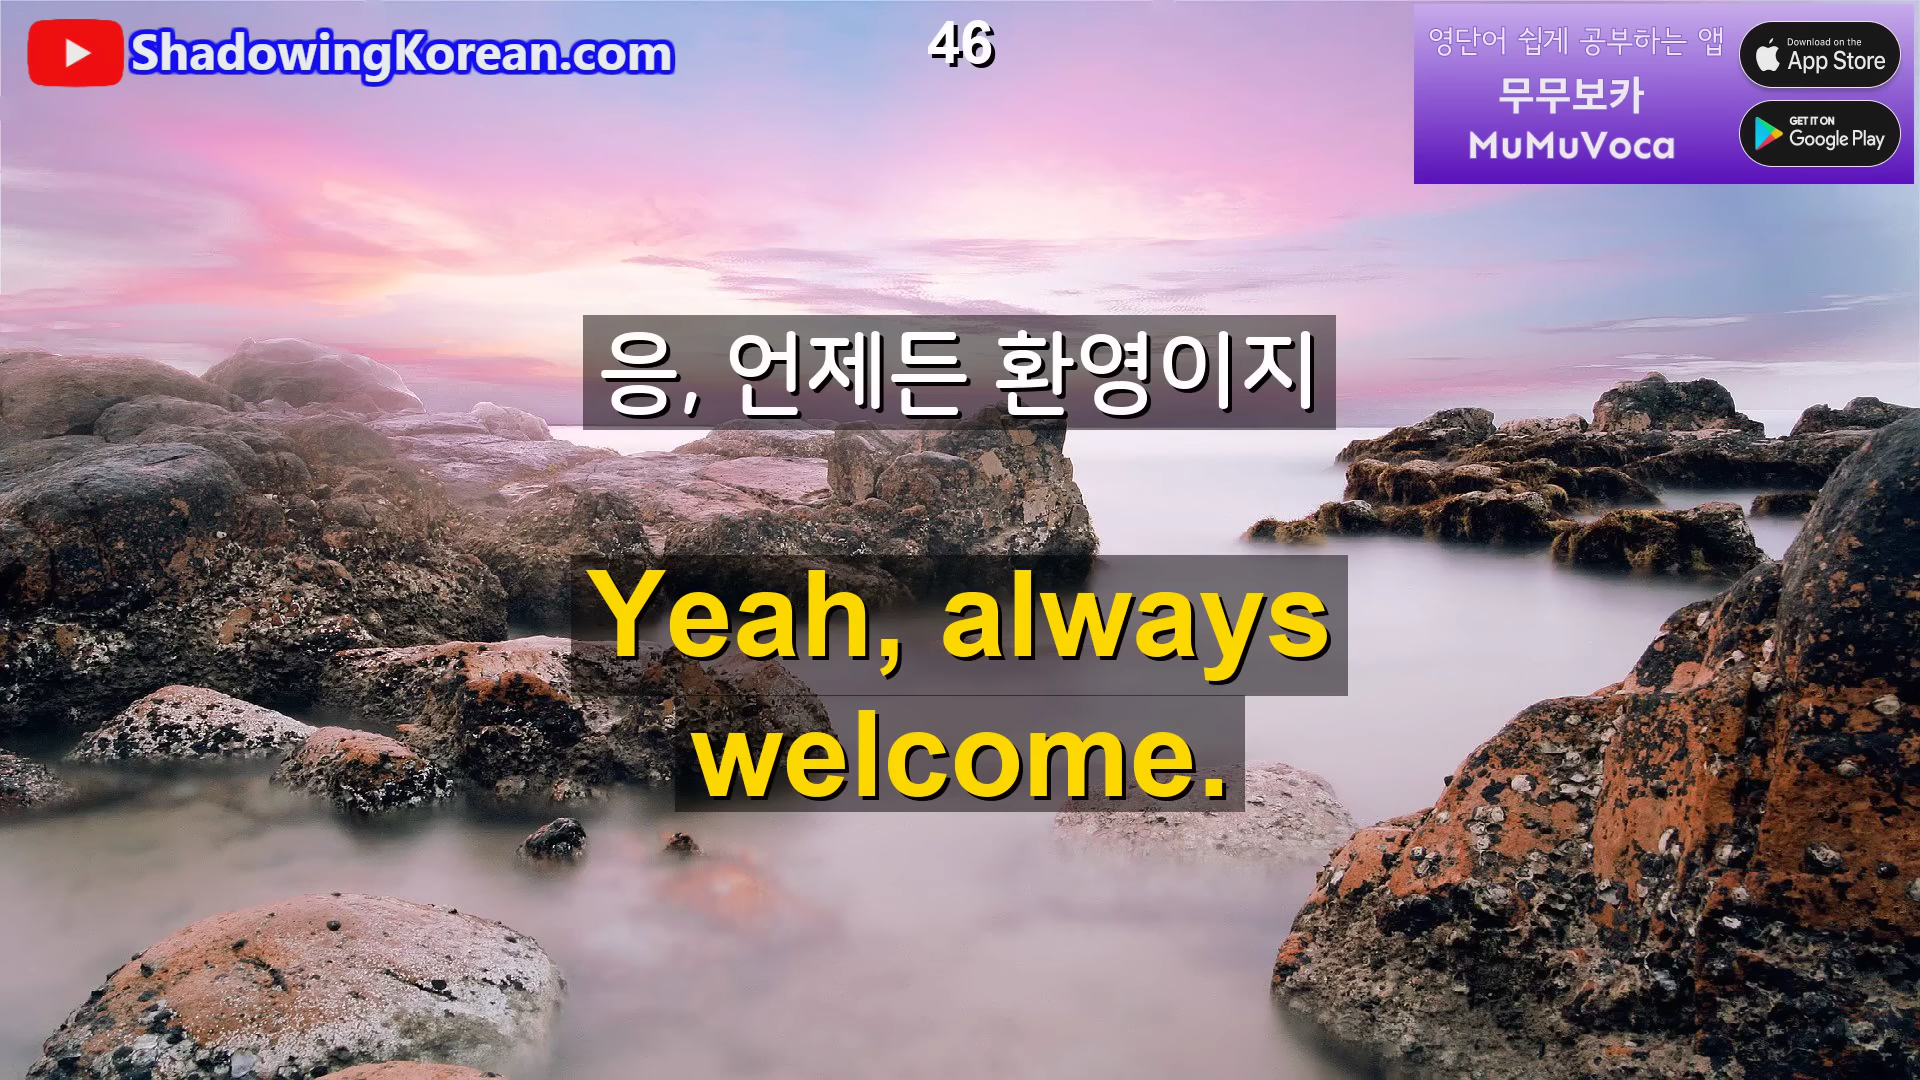 ShadowingKorean.com
46
영단어 쉽게 공부하는 앱
무무보카
MuMuVoca
Download on the
App Store
GET IT ON
Google Play
응, 언제든 환영이지
Yeah, always
welcome.